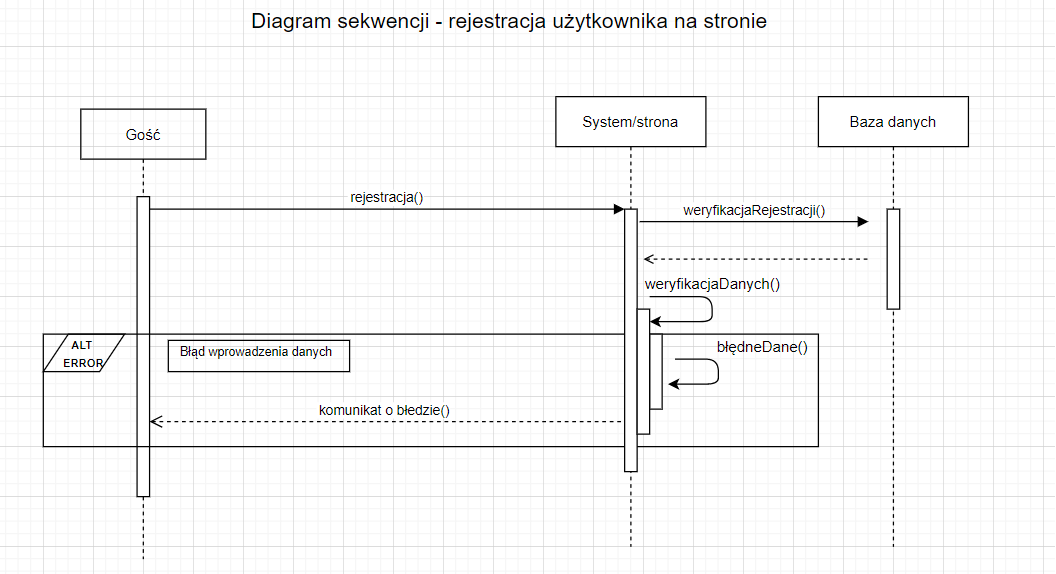 Diagram sekwencji - rejestracja użytkownika na stronie
Gość
System/strona
Baza danych
rejestracja()
weryfikacjaRejestracji()
weryfikacjaDanych()
ALT
ERROR
Błąd wprowadzenia danych
błędneDane()
komunikat o błedzie()